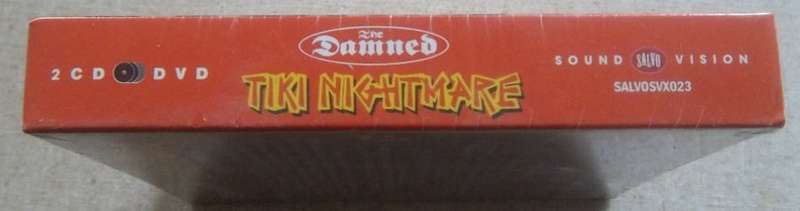 2CD DVD
The Damned
TIKI NIGHTMARE
SOUND SALVO VISION
SALVOSVX023